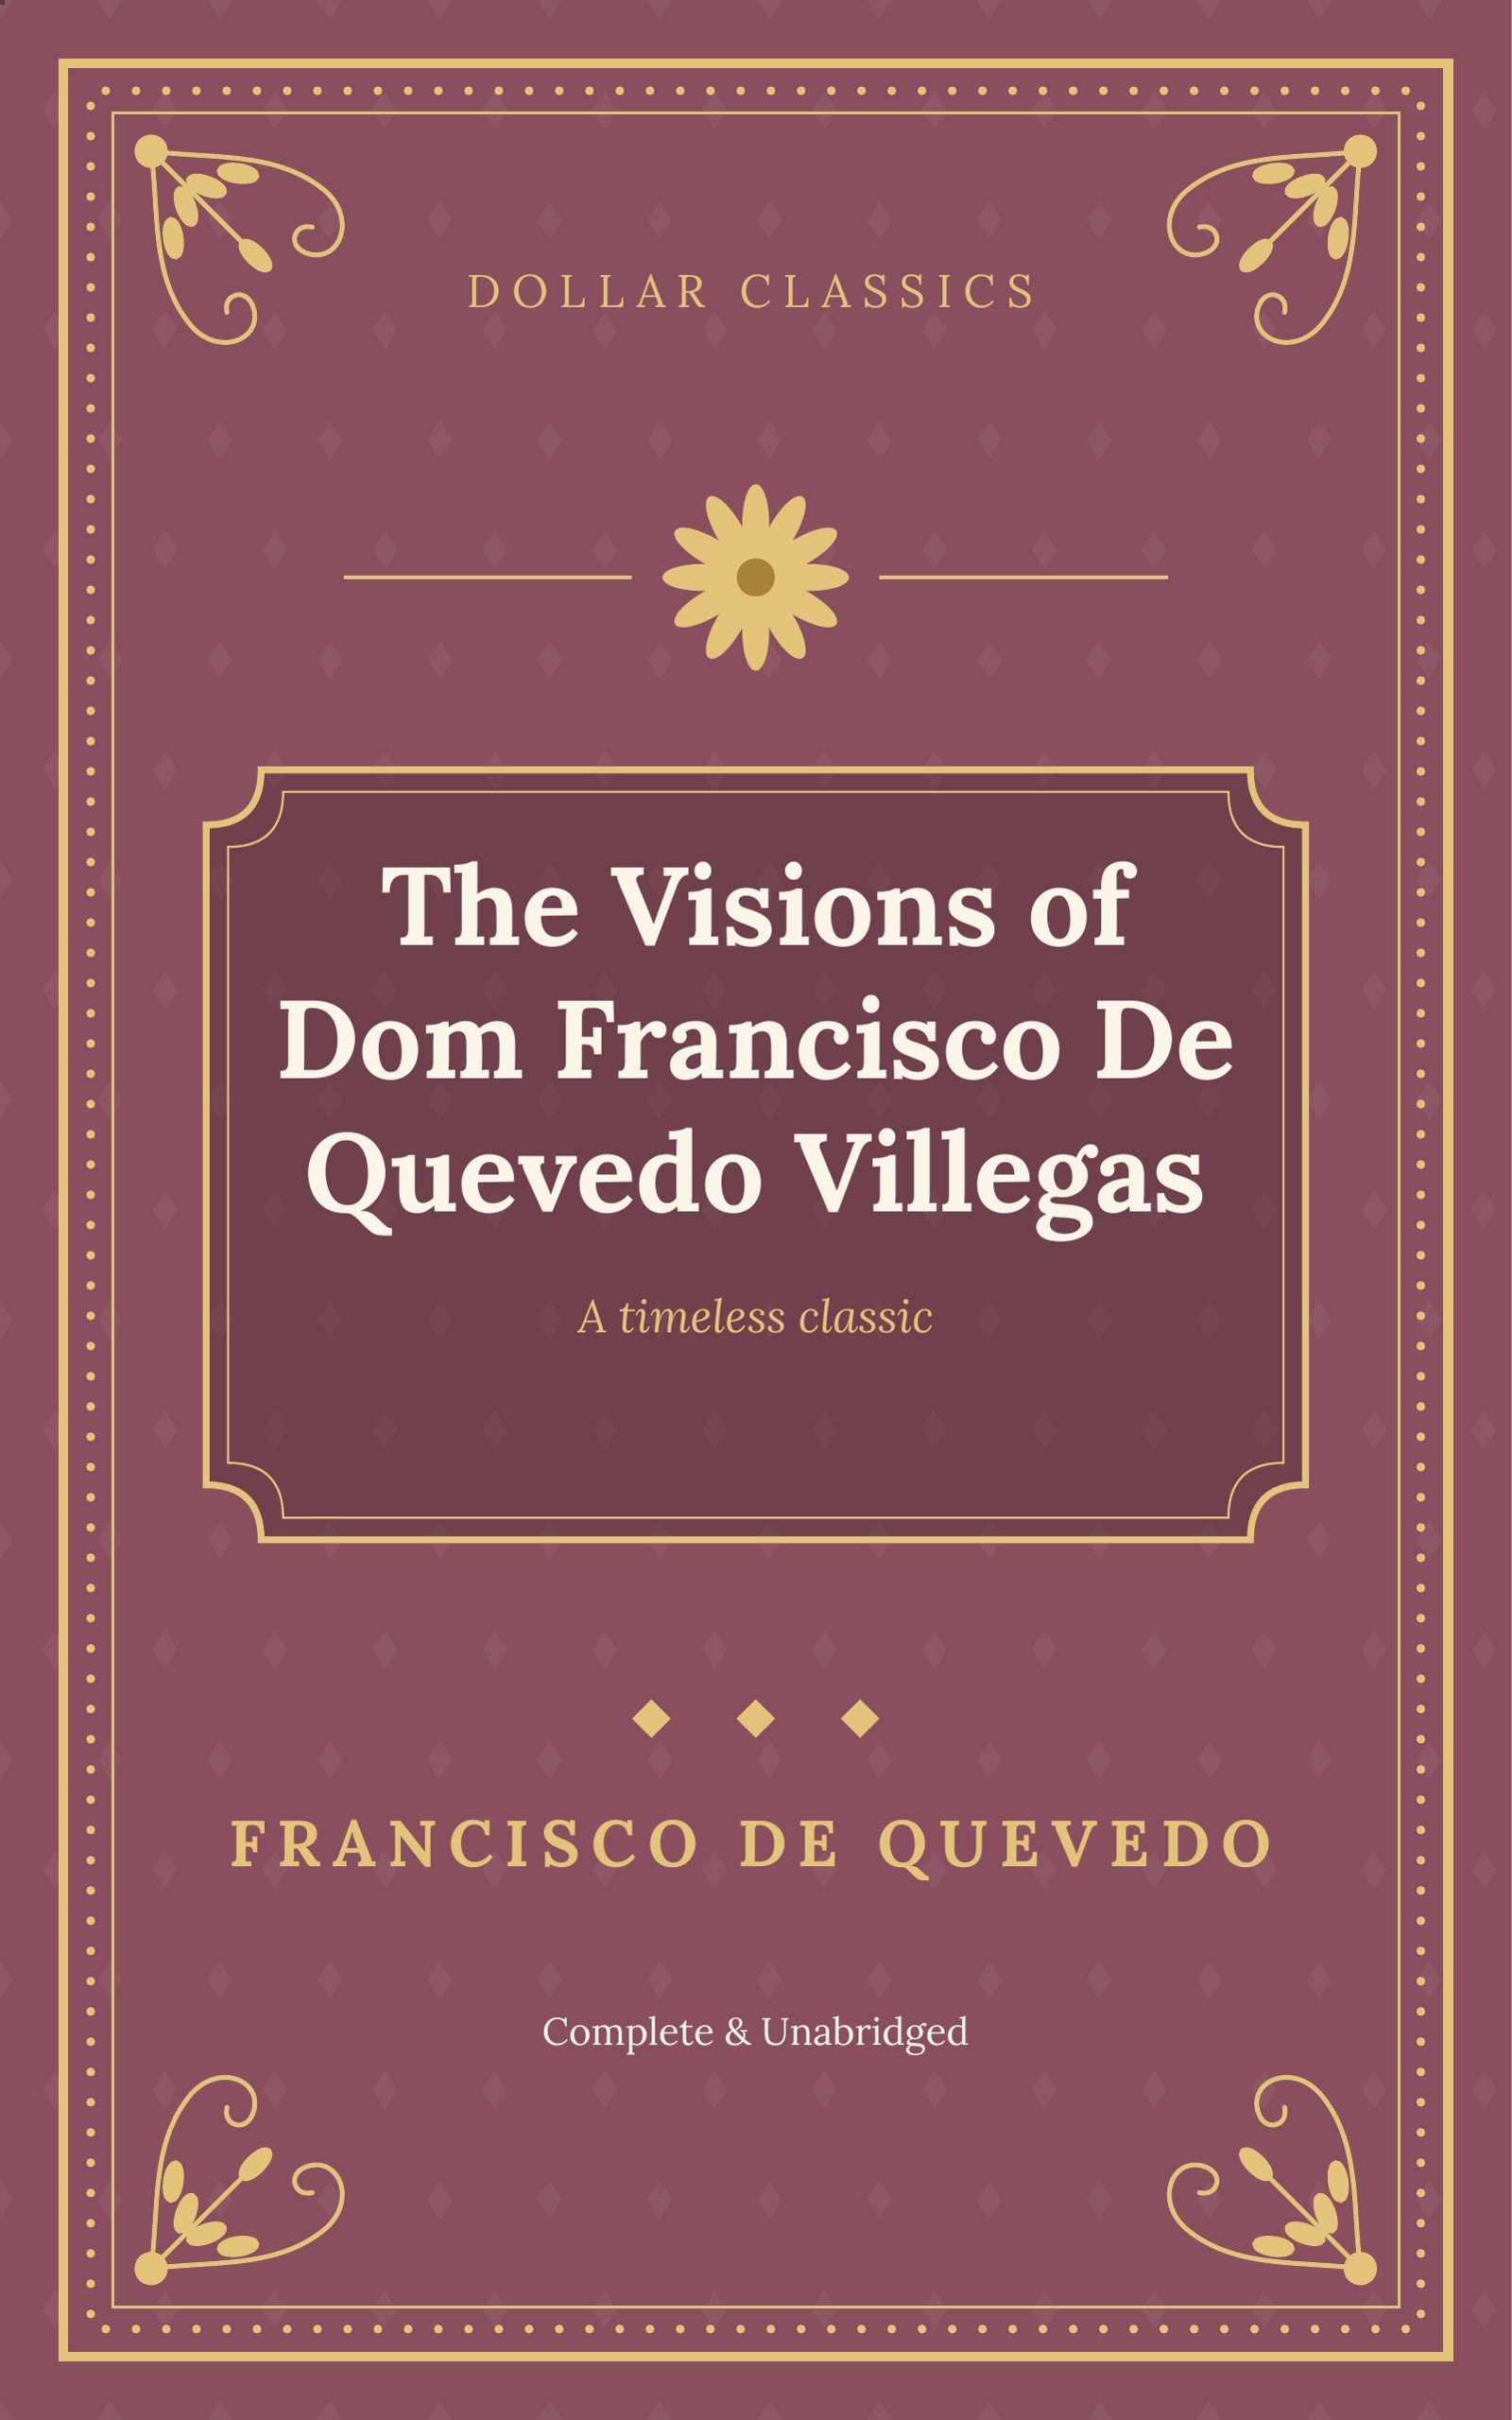 DOLLAR CLASSICS
The Visions of
Dom Francisco De
Quevedo Villegas
A timeless classic
FRANCISCO DE QUEVEDO
Complete & Unabridged